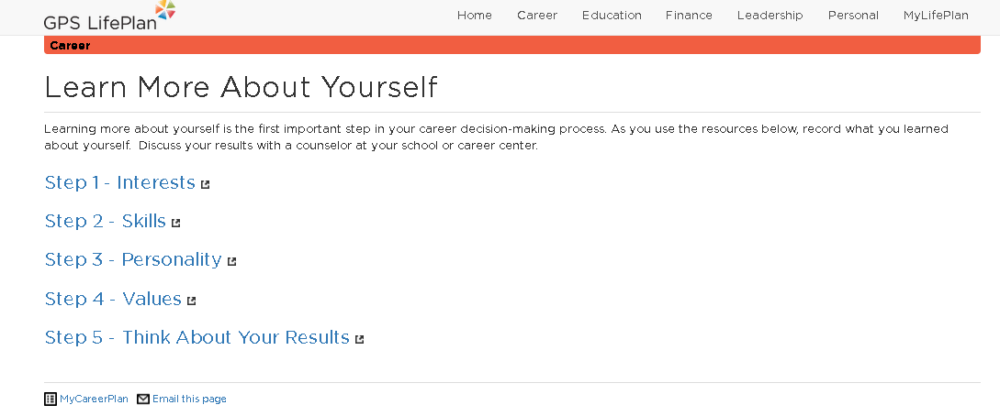 GPS LifePlan
Home Career Education Finance Leadership Personal MyLifePlan
Career
Learn More About Yourself
Learning more about yourself is the first important step in your career decision-making process. As you use the resources below, record what you learned
about yourself. Discuss your results with a counselor at your school or career center.
Step 1 - Interests
Step 2 - Skills
Step 3 - Personality
Step 4 - Values
Step 5 - Think About Your Results
MyCareerPlan Email this page